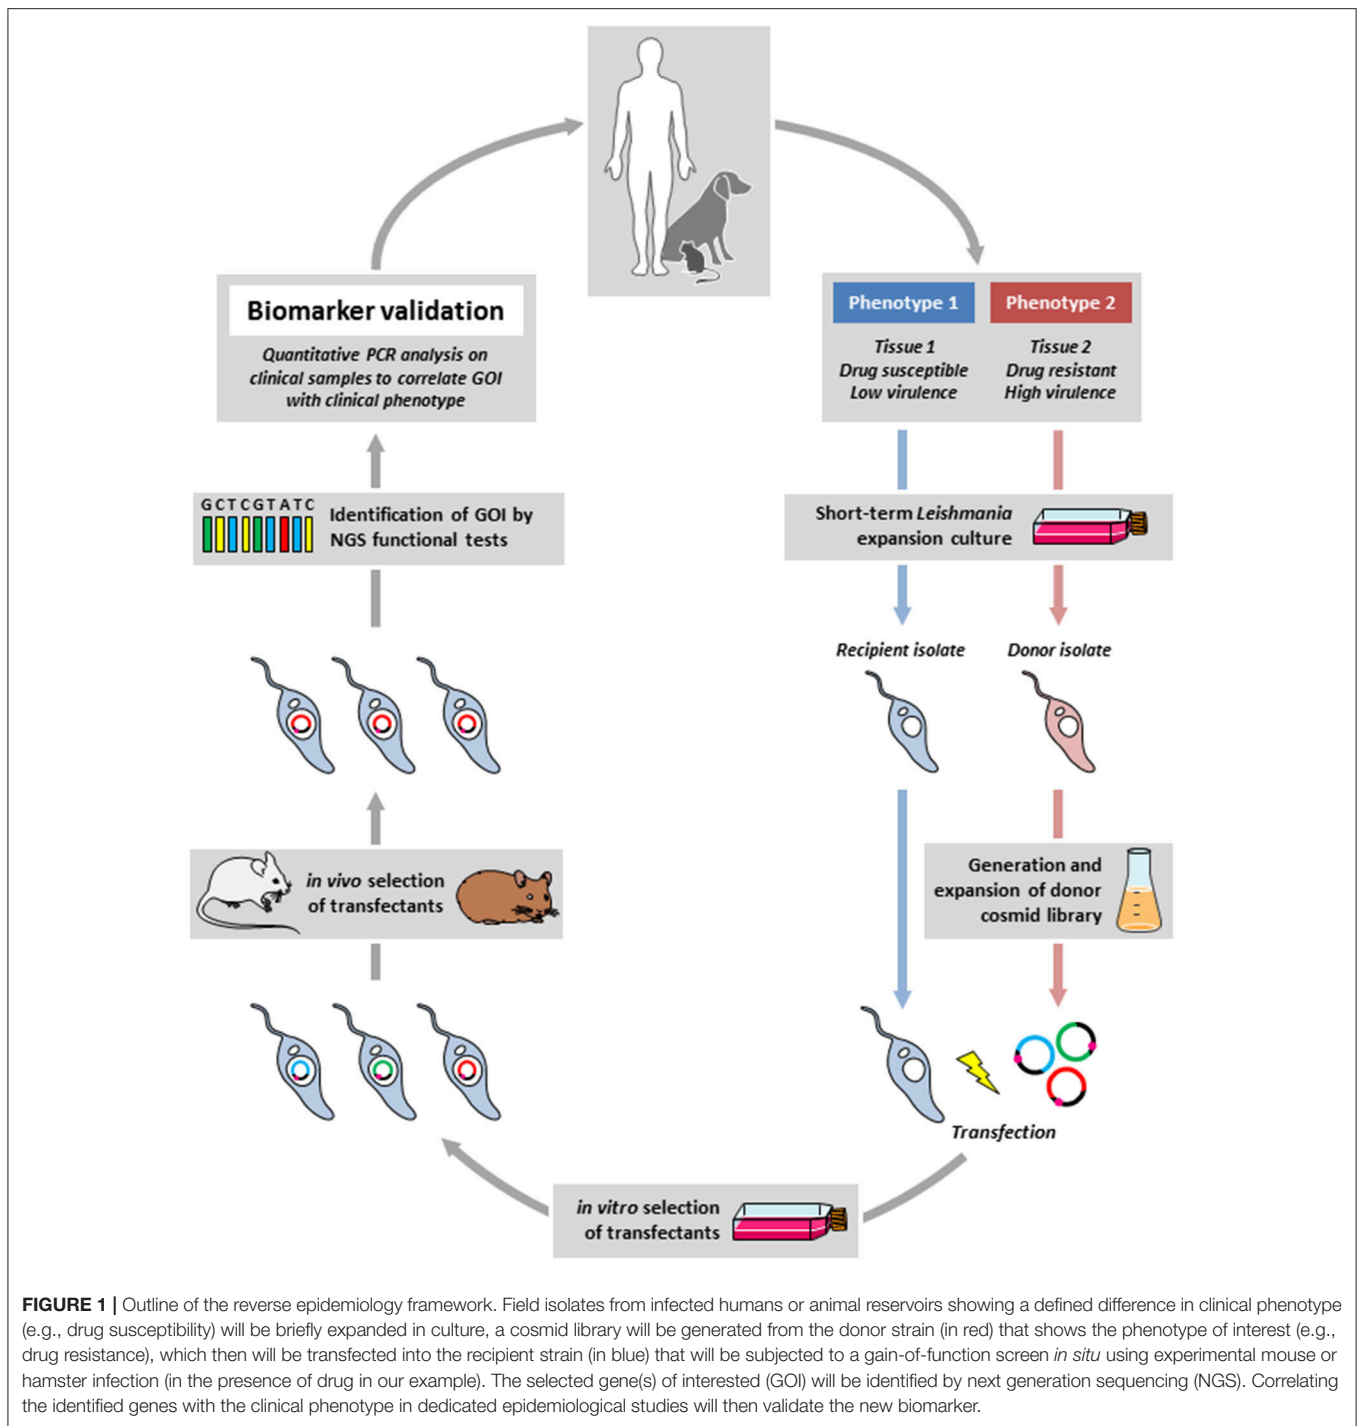 Biomarker validation
Quantitative PCR analysis on
clinical samples to correlate GOI
with clinical phenotype
Phenotype 1
Tissue 1
Drug susceptible
Low virulence
Phenotype 2
Tissue 2
Drug resistant
High virulence
GCTCGTATC
Identification of GOI by
NGS functional tests
Short-term Leishmania
expansion culture
Recipient isolate
Donor isolate
in vivo selection
of transfectants
Generation and
expansion of donor
cosmid library
Transfection
in vitro selection
of transfectants
FIGURE 1 | Outline of the reverse epidemiology framework. Field isolates from infected humans or animal reservoirs showing a defined difference in clinical phenotype
(e.g., drug susceptibility) will be briefly expanded in culture, a cosmid library will be generated from the donor strain (in red) that shows the phenotype of interest (e.g.,
drug resistance), which then will be transfected into the recipient strain (in blue) that will be subjected to a gain-of-function screen in situ using experimental mouse or
hamster infection (in the presence of drug in our example). The selected gene(s) of interested (GOI) will be identified by next generation sequencing (NGS). Correlating
the identified genes with the clinical phenotype in dedicated epidemiological studies will then validate the new biomarker.